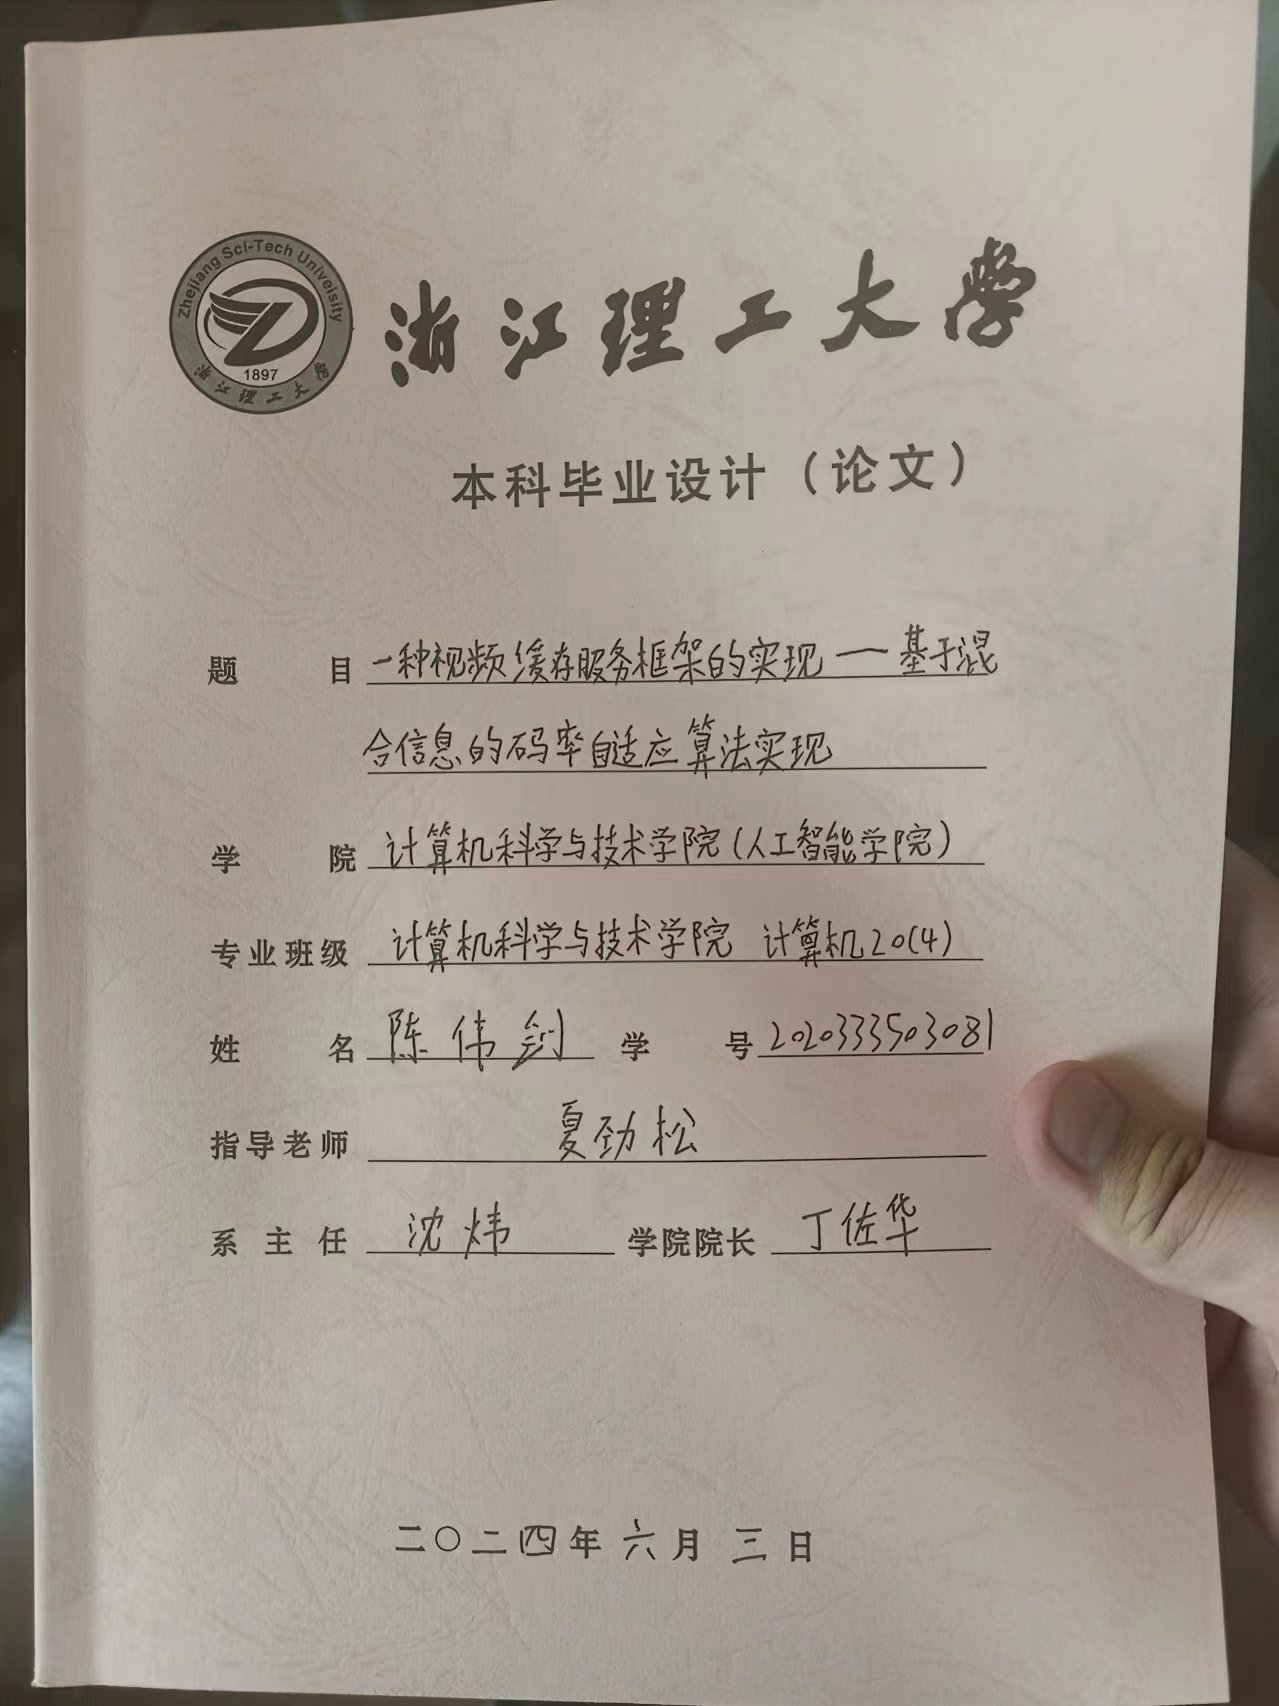 Zhejiang Sci-Tech University
1897
浙江理工大学
浙江理工大学
本科毕业设计（论文）
题 目 一种视频缓存服务框架的实现一基于混
合信息的码率自适应算法实现
学 院 计算机科学与技术学院(人工智能学院)
专业班级 计算机科学与技术学院 计算机20(4)
姓 名 陈伟剑 学 号 2020333503081
指导老师 夏劲松
系主任 沈炜 学院院长 丁佐华
二〇二四年六月三日